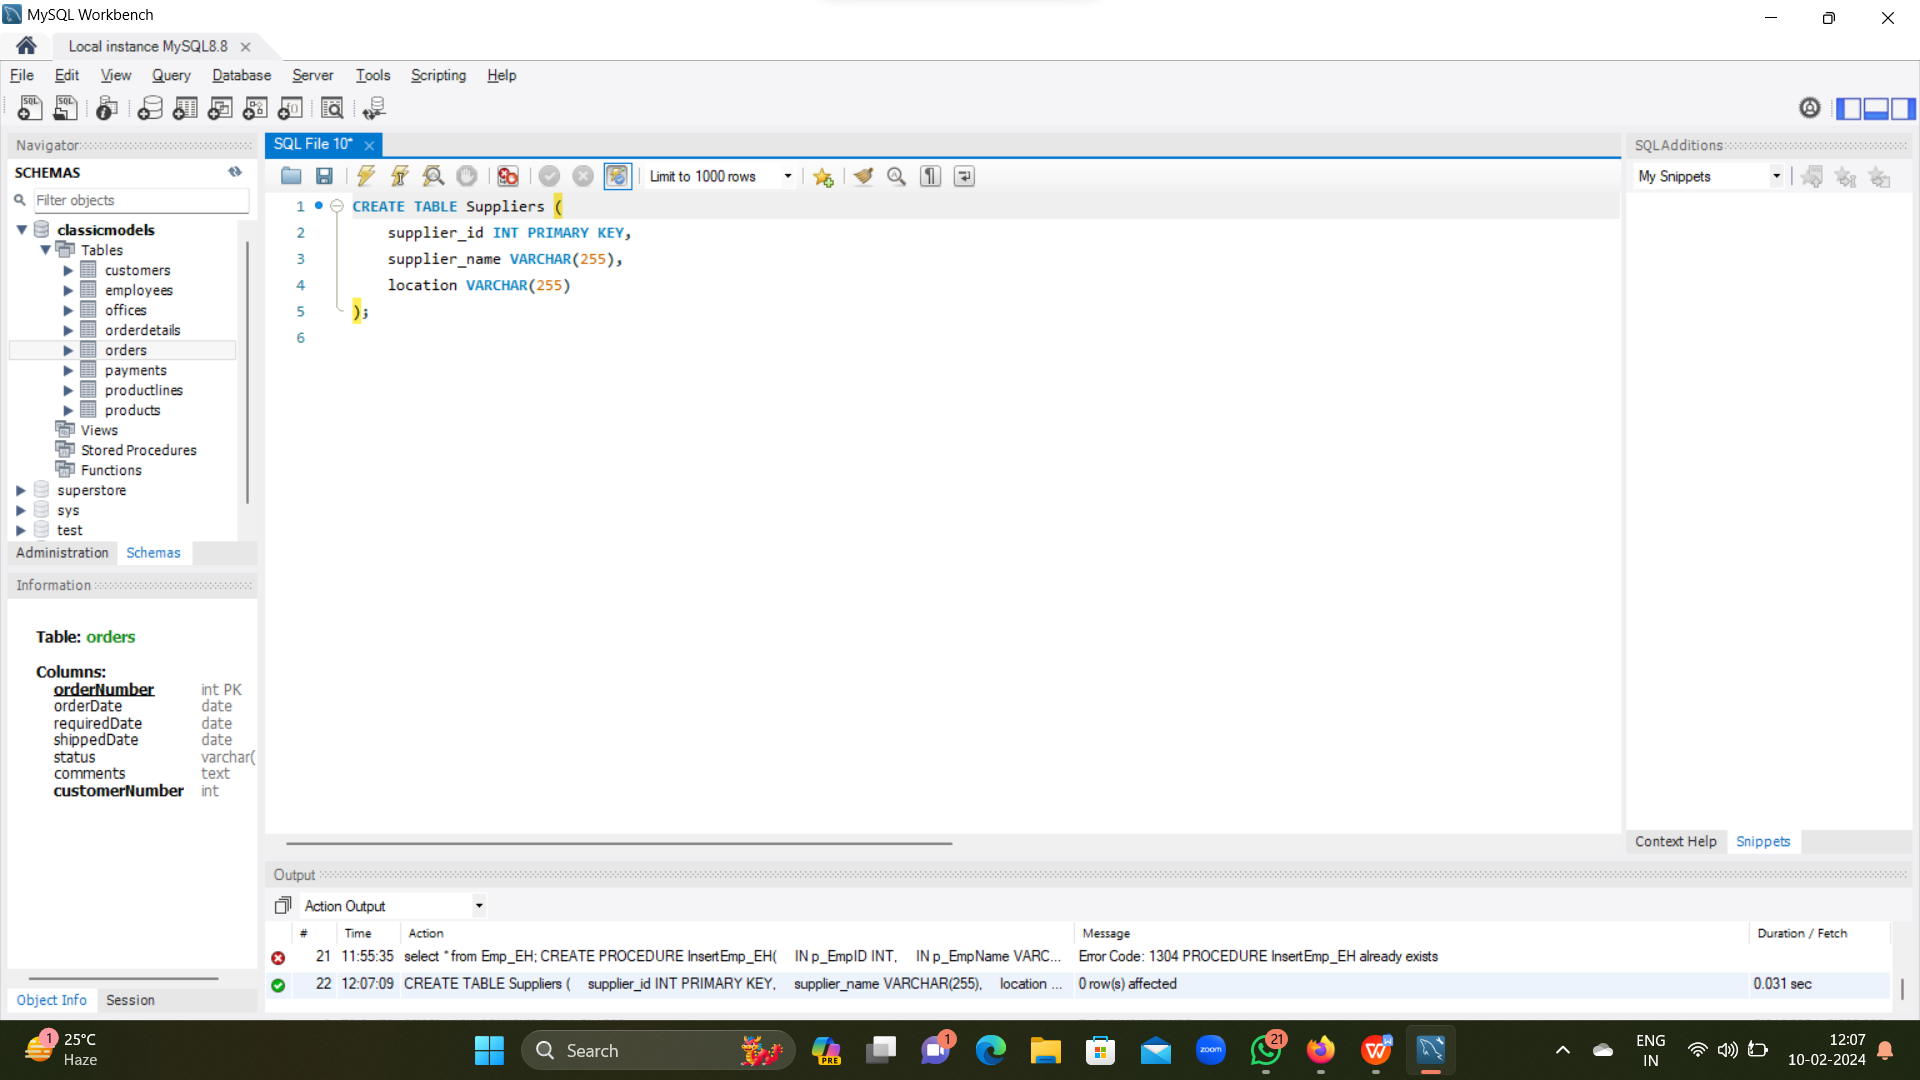 MySQL Workbench
Local instance MySQL8.8
File Edit View Query Database Server Tools Scripting Help
Navigator
SCHEMAS
Filter objects
classicmodels
Tables
customers
employees
offices
orderdetails
orders
payments
productlines
products
Views
Stored Procedures
Functions
superstore
sys
test
Administration Schemas
Information
Table: orders
Columns:
orderNumber int PK
orderDate date
requiredDate date
shippedDate date
status varchar(
comments text
customerNumber int
Object Info Session
SQL File 10*
Limit to 1000 rows
1 CREATE TABLE Suppliers (
2 supplier_id INT PRIMARY KEY,
3 supplier_name VARCHAR(255),
4 location VARCHAR(255)
5 );
6
SQLAdditions
My Snippets
Context Help Snippets
Output
Action Output
# Time Action Message Duration / Fetch
21 11:55:35 select * from Emp_EH; CREATE PROCEDURE InsertEmp_EH( IN p_EmpID INT, IN p_EmpName VARC... Error Code: 1304 PROCEDURE InsertEmp_EH already exists
22 12:07:09 CREATE TABLE Suppliers ( supplier_id INT PRIMARY KEY, supplier_name VARCHAR(255), location ... 0 row(s) affected 0.031 sec
1
25°C
Haze
Search
PRE
1
zoom
21
ENG
IN
12:07
10-02-2024